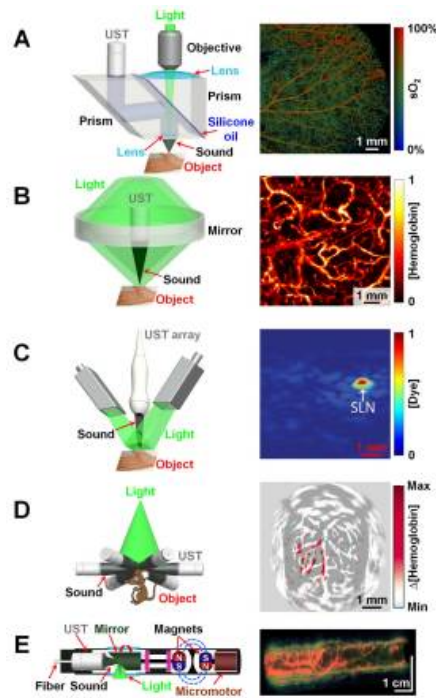 A
Light
UST
Objective
Lens
Prism
Prism
Silicone
oil
Lens
Sound
Object
100%
sO₂
0%
1 mm
B
Light
UST
Mirror
Sound
Object
1
[Hemoglobin]
0
1 mm
C
UST array
Sound
Light
Object
1
[Dye]
0
SLN
1 mm
D
Light
UST
Sound
Object
Max
Δ[Hemoglobin]
Min
1 mm
E
UST
Mirror
Magnets
N
S
S
N
Fiber
Sound
Light
Micromotor
1 cm